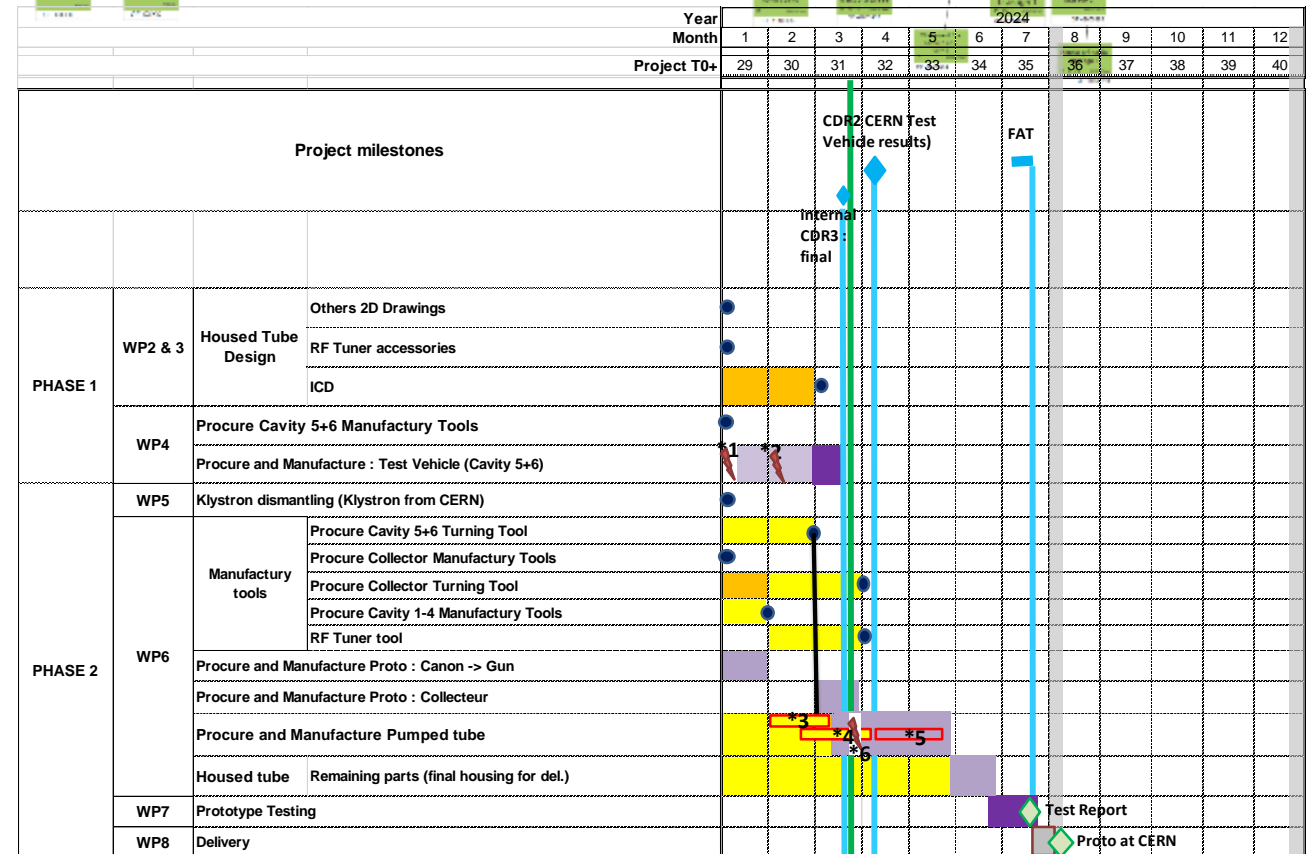 Year 2024
Month 1 2 3 4 5 6 7 8 9 10 11 12
Project T0+ 29 30 31 32 33 34 35 36 37 38 39 40
Project milestones
CDR2 CERN Test
Vehicle results)
FAT
internal
CDR3 :
final
PHASE 1
WP2 & 3
Housed Tube
Design
Others 2D Drawings
RF Tuner accessories
ICD
WP4
Procure Cavity 5+6 Manufactury Tools
Procure and Manufacture : Test Vehicle (Cavity 5+6)
*1 *2
PHASE 2
WP5
Klystron dismantling (Klystron from CERN)
WP6
Manufactury
tools
Procure Cavity 5+6 Turning Tool
Procure Collector Manufactury Tools
Procure Collector Turning Tool
Procure Cavity 1-4 Manufactury Tools
RF Tuner tool
Procure and Manufacture Proto : Canon -> Gun
Procure and Manufacture Proto : Collecteur
Procure and Manufacture Pumped tube
*3
*4 *5
*6
Housed tube Remaining parts (final housing for del.)
WP7 Prototype Testing Test Report
WP8 Delivery Proto at CERN